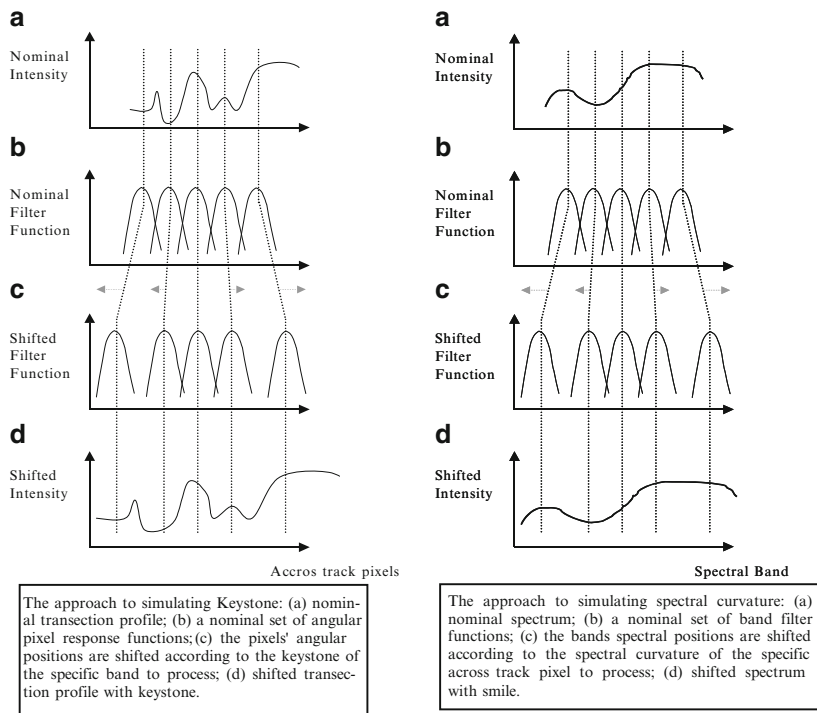 a
Nominal
Intensity
b
Nominal
Filter
Function
c
Shifted
Filter
Function
d
Shifted
Intensity
Accros track pixels
The approach to simulating Keystone: (a) nomin-
al transection profile; (b) a nominal set of angular
pixel response functions;(c) the pixels' angular
positions are shifted according to the keystone of
the specific band to process; (d) shifted transec-
tion profile with keystone.
a
Nominal
Intensity
b
Nominal
Filter
Function
c
Shifted
Filter
Function
d
Shifted
Intensity
Spectral Band
The approach to simulating spectral curvature: (a)
nominal spectrum; (b) a nominal set of band filter
functions; (c) the bands spectral positions are shifted
according to the spectral curvature of the specific
across track pixel to process; (d) shifted spectrum
with smile.